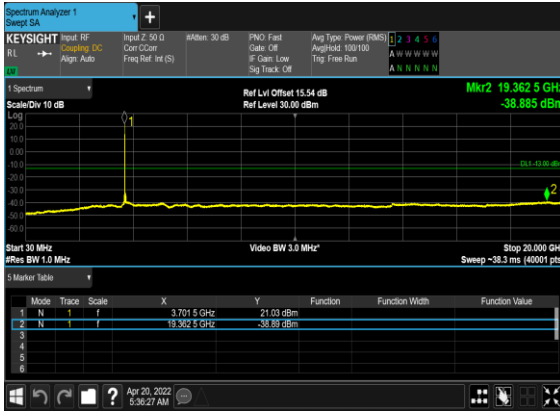 Spectrum Analyzer 1
Swept SA
+
KEYSIGHT
RL
Input: RF
Coupling: DC
Align: Auto
Input Z: 50 Ω
Corr CCorr
Freq Ref: Int (S)
#Atten: 30 dB
PNO: Fast
Gate: Off
IF Gain: Low
Sig Track: Off
Avg Type: Power (RMS)
Avg|Hold: 100/100
Trig: Free Run
1 2 3 4 5 6
A W W W W W
A N N N N N
1 Spectrum
Scale/Div 10 dB
Log
Ref Lvl Offset 15.54 dB
Ref Level 30.00 dBm
Mkr2 19.362 5 GHz
-38.885 dBm
20.0
10.0
0.00
-10.0
-20.0
-30.0
-40.0
-50.0
-60.0
1
DL1 -13.00 dBm
2
Start 30 MHz
#Res BW 1.0 MHz
Video BW 3.0 MHz*
Stop 20.000 GHz
Sweep ~38.3 ms (40001 pts)
5 Marker Table
Mode Trace Scale X Y Function Function Width Function Value
1 N 1 f 3.701 5 GHz 21.03 dBm
2 N 1 f 19.362 5 GHz -38.89 dBm
3
4
5
6
?
Apr 20, 2022
5:36:27 AM